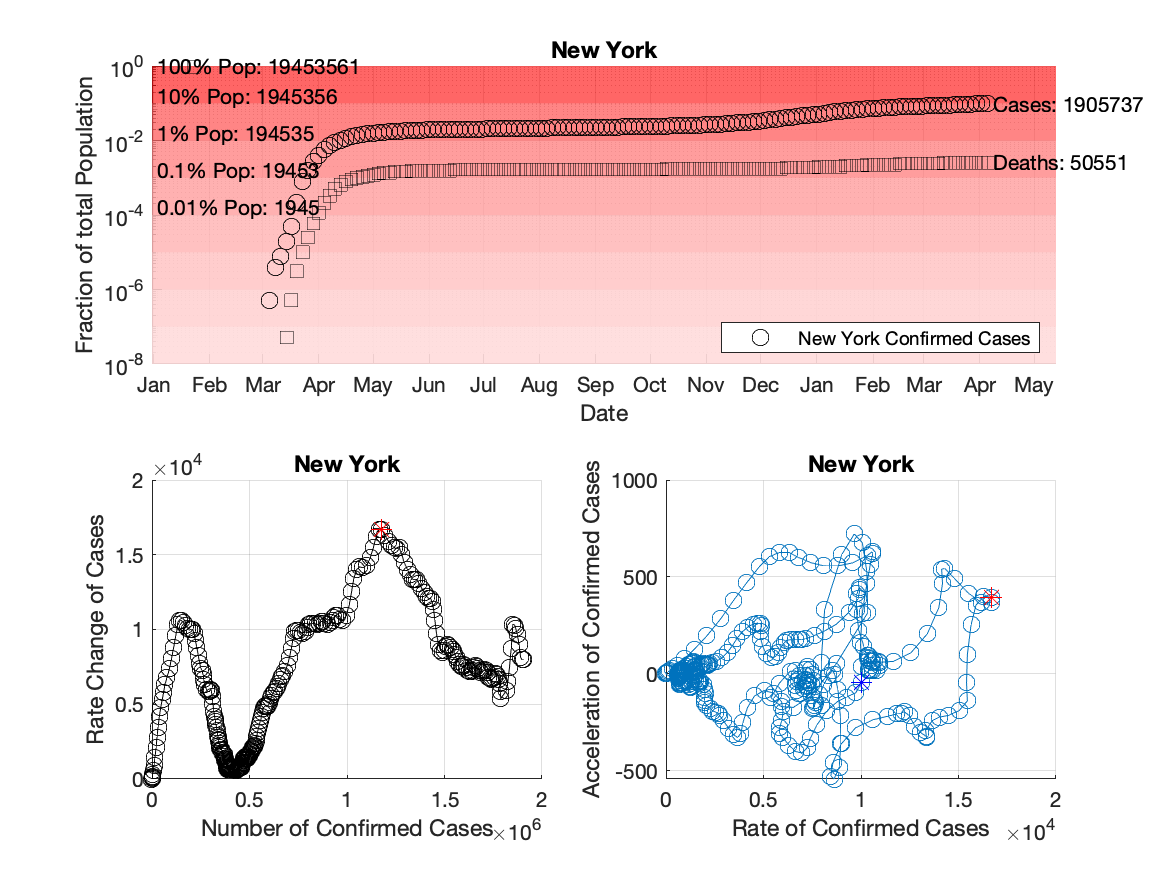 New York
Fraction of total Population
10^0
10^-2
10^-4
10^-6
10^-8
100% Pop: 19453561
10% Pop: 1945356
1% Pop: 194535
0.1% Pop: 19453
0.01% Pop: 1945
Cases: 1905737
Deaths: 50551
New York Confirmed Cases
Jan Feb Mar Apr May Jun Jul Aug Sep Oct Nov Dec Jan Feb Mar Apr May
Date
New York
×10^4
Rate Change of Cases
2
1.5
1
0.5
0
0 0.5 1 1.5 2
Number of Confirmed Cases
×10^6
New York
Acceleration of Confirmed Cases
1000
500
0
-500
0 0.5 1 1.5 2
Rate of Confirmed Cases
×10^4